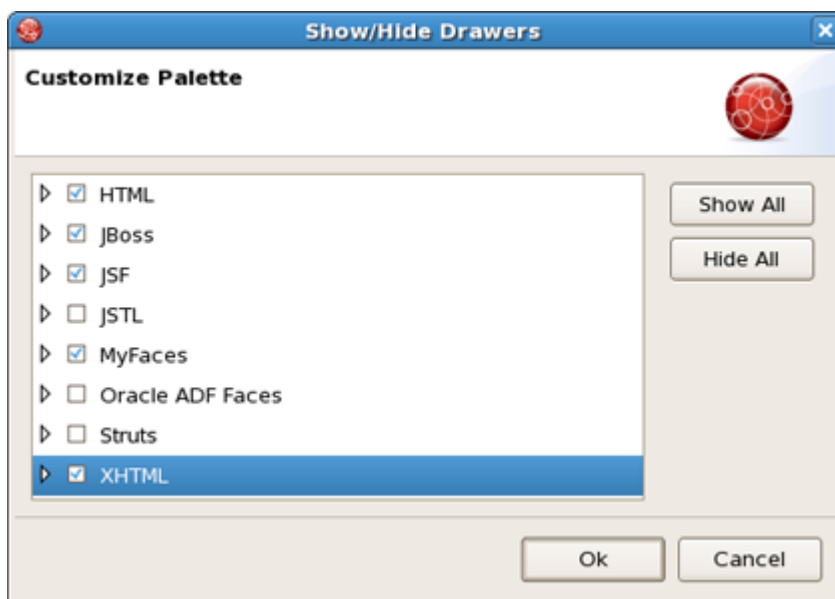 Show/Hide Drawers
Customize Palette
HTML
JBoss
JSF
JSTL
MyFaces
Oracle ADF Faces
Struts
XHTML
Show All
Hide All
Ok
Cancel